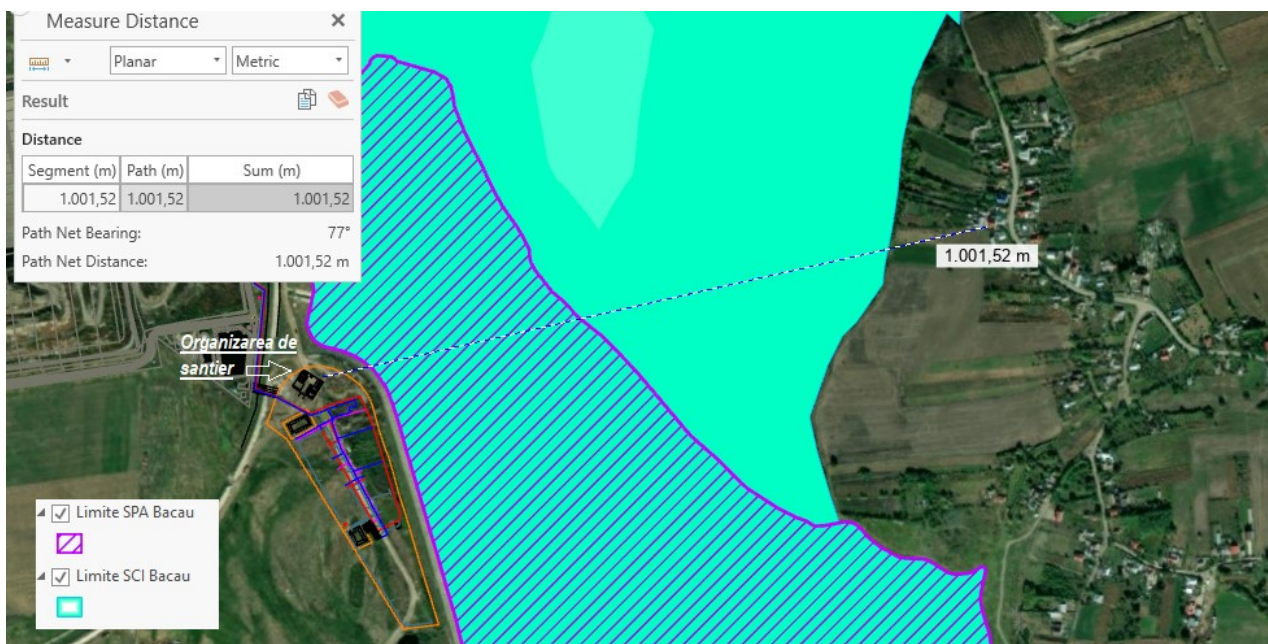 Measure Distance
Planar
Metric
Result
Distance
Segment (m) Path (m) Sum (m)
1.001,52 1.001,52 1.001,52
Path Net Bearing: 77°
Path Net Distance: 1.001,52 m
1.001,52 m
Organizarea de
santier
Limite SPA Bacau
Limite SCI Bacau